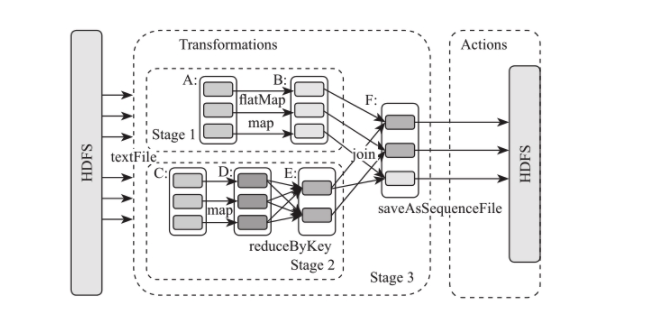 Transformations
Actions
HDFS
A:
B:
flatMap
map
Stage 1
F:
textFile
join
C:
D:
E:
map
reduceByKey
Stage 2
saveAsSequenceFile
Stage 3
HDFS